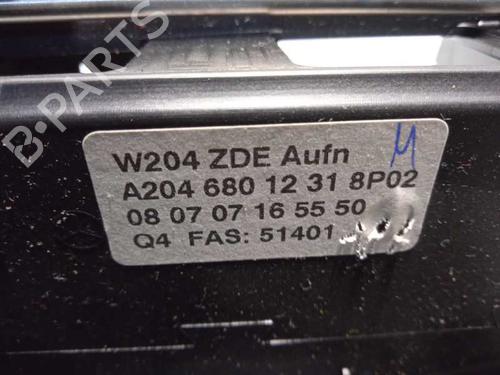 B-PARTS
W204 ZDE Aufn
A204 680 12 31 8P02
08 07 07 16 55 50
Q4 FAS: 51401
M